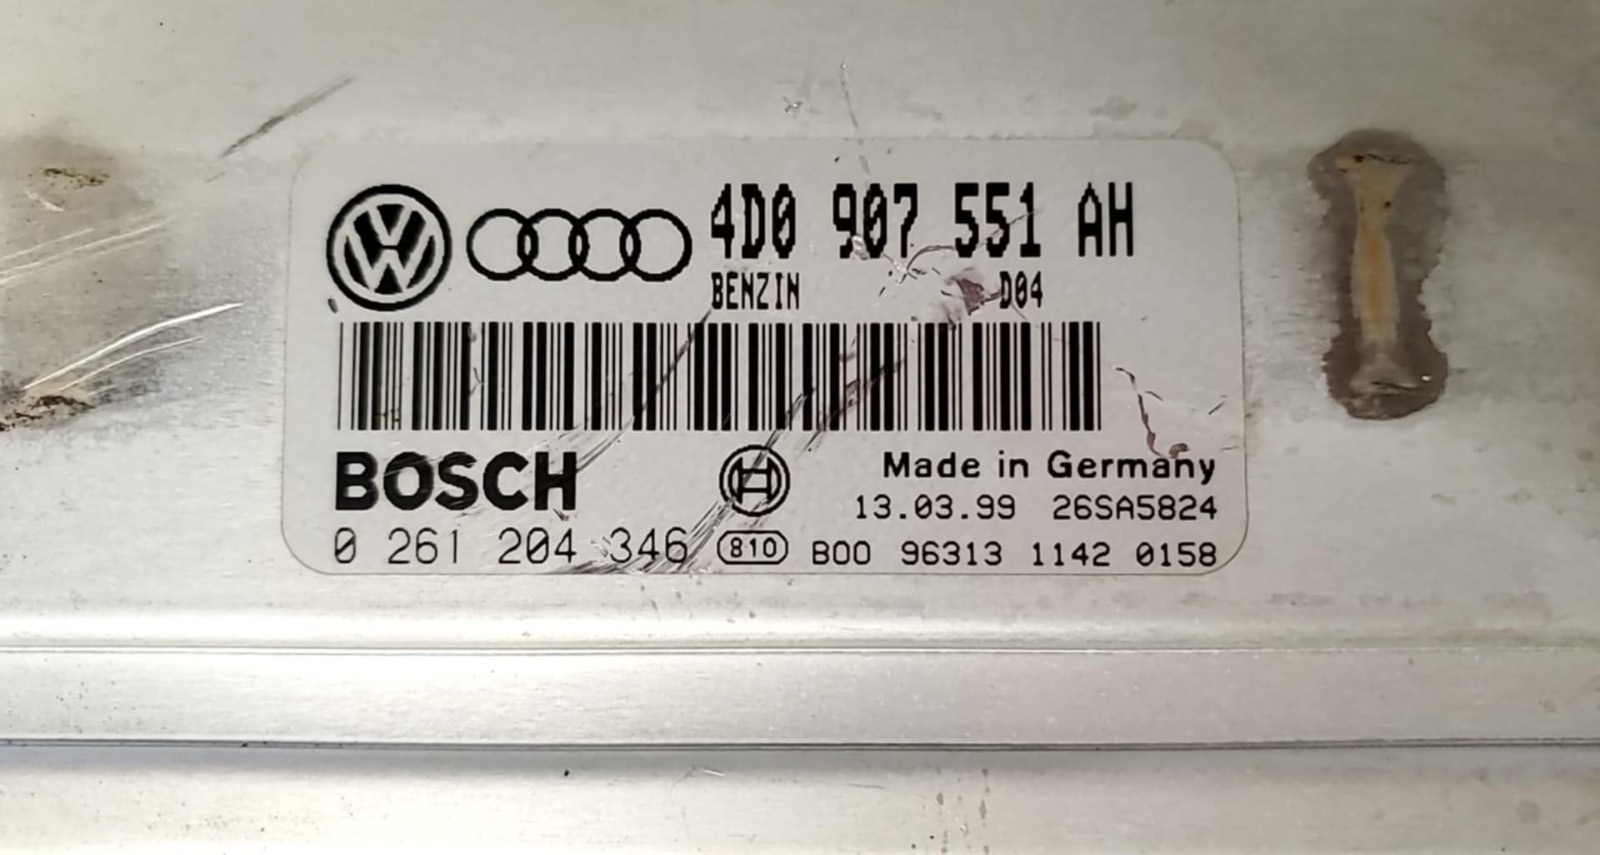 4D0 907 551 AH
BENZIN D04
BOSCH
Made in Germany
13.03.99 26SA5824
0 261 204 346 810 B00 96313 1142 0158